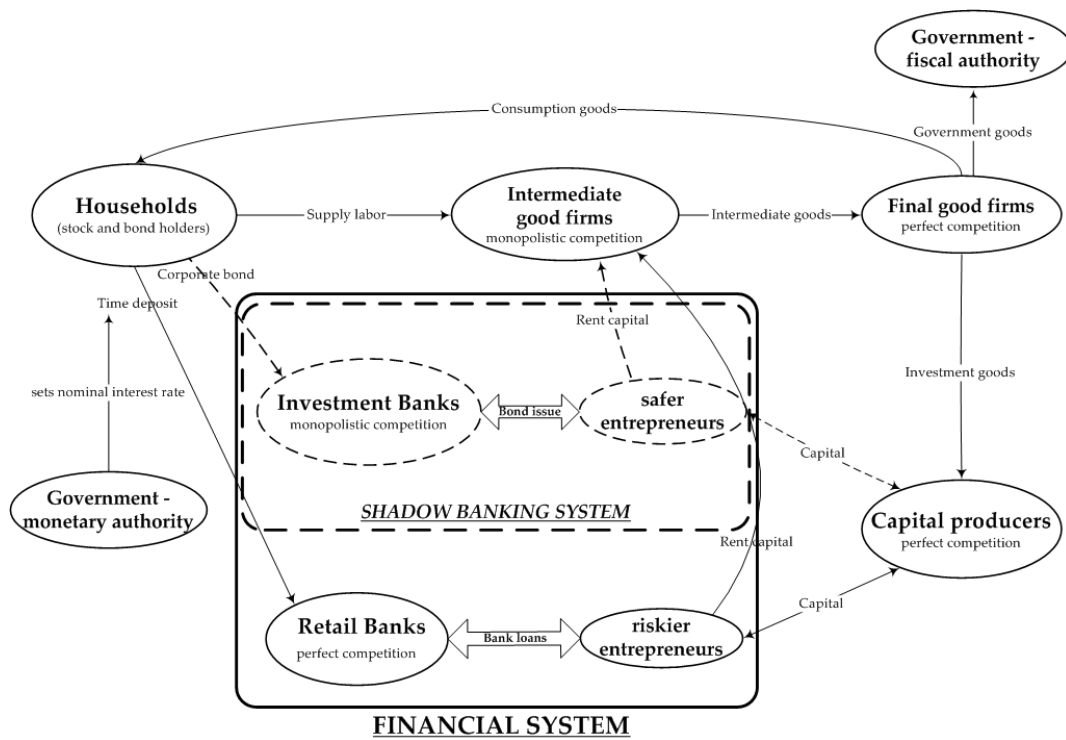 Government -
fiscal authority
Consumption goods
Government goods
Households
(stock and bond holders)
Supply labor
Intermediate
good firms
monopolistic competition
Intermediate goods
Final good firms
perfect competition
Corporate bond
Time deposit
Rent capital
sets nominal interest rate
Investment Banks
monopolistic competition
Bond issue
safer
entrepreneurs
Investment goods
Capital
Government -
monetary authority
SHADOW BANKING SYSTEM
Capital producers
perfect competition
Rent capital
Capital
Retail Banks
perfect competition
Bank loans
riskier
entrepreneurs
FINANCIAL SYSTEM